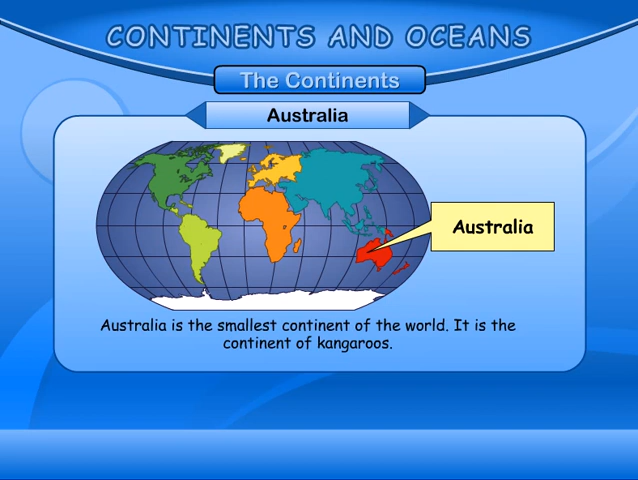 CONTINENTS AND OCEANS
The Continents
Australia
Australia
Australia is the smallest continent of the world. It is the
continent of kangaroos.